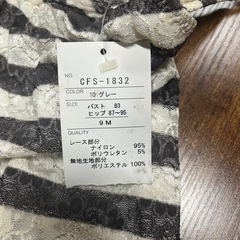 NO.
CFS-1832
COLOR
10 グレー
SIZE
バスト 83
ヒップ 87~95
9 M
QUALITY
レース部分
ナイロン 95%
ポリウレタン 5%
無地生地部分
ポリエステル 100%